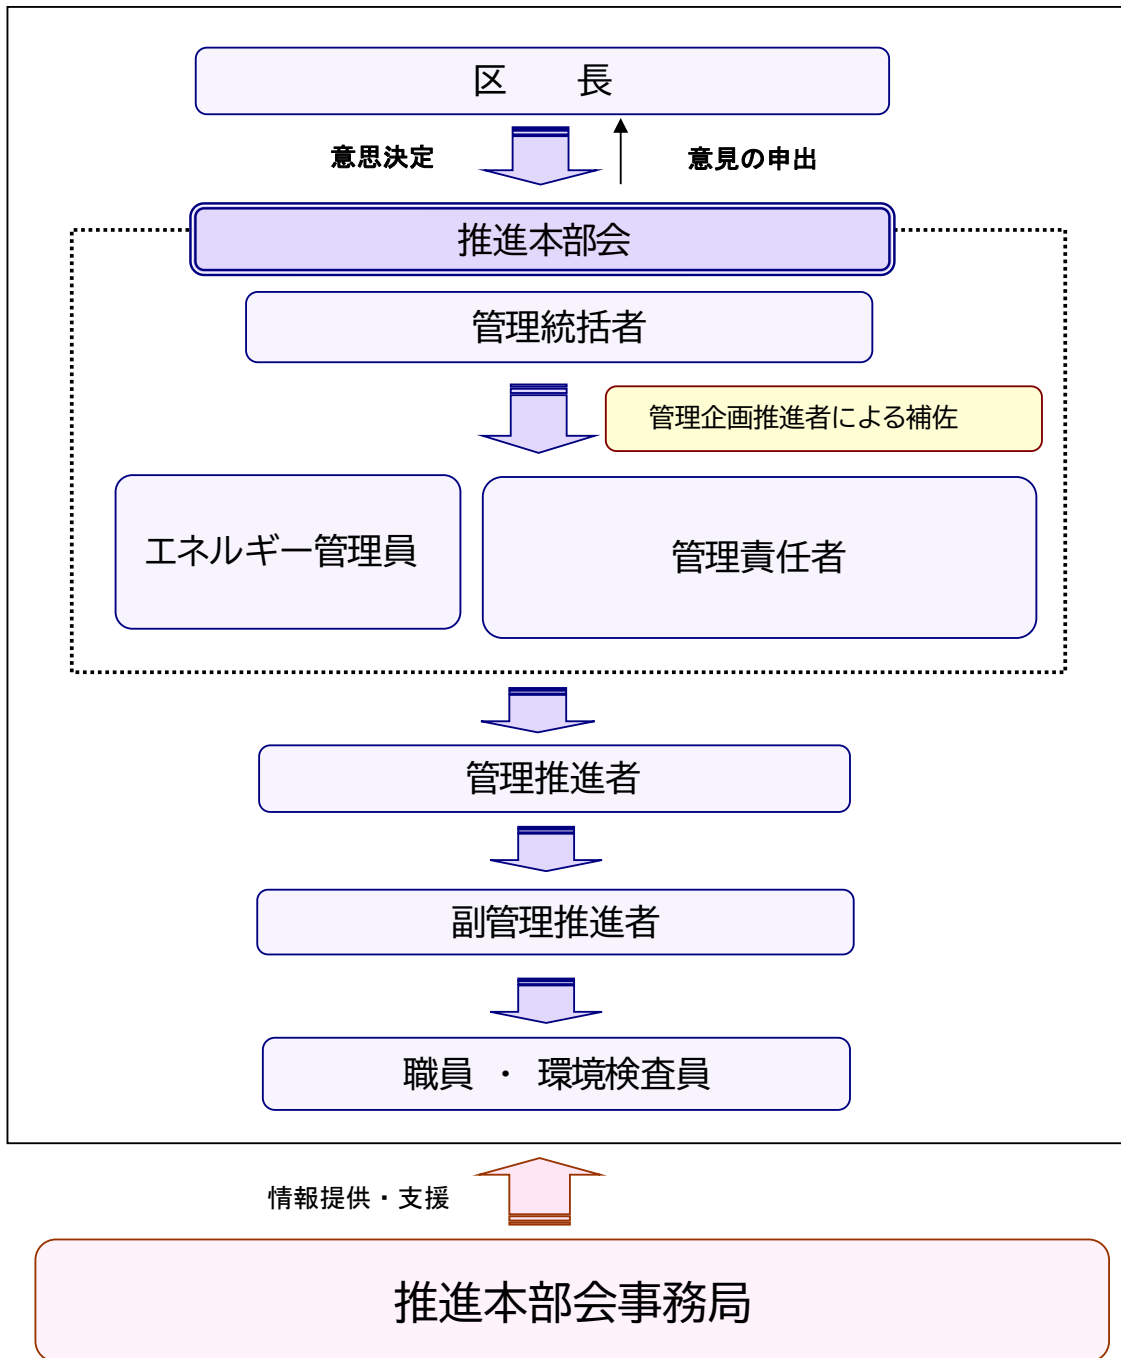 区　　長
意思決定
意見の申出
推進本部会
管理統括者
管理企画推進者による補佐
エネルギー管理員
管理責任者
管理推進者
副管理推進者
職員 ・ 環境検査員
情報提供・支援
推進本部会事務局